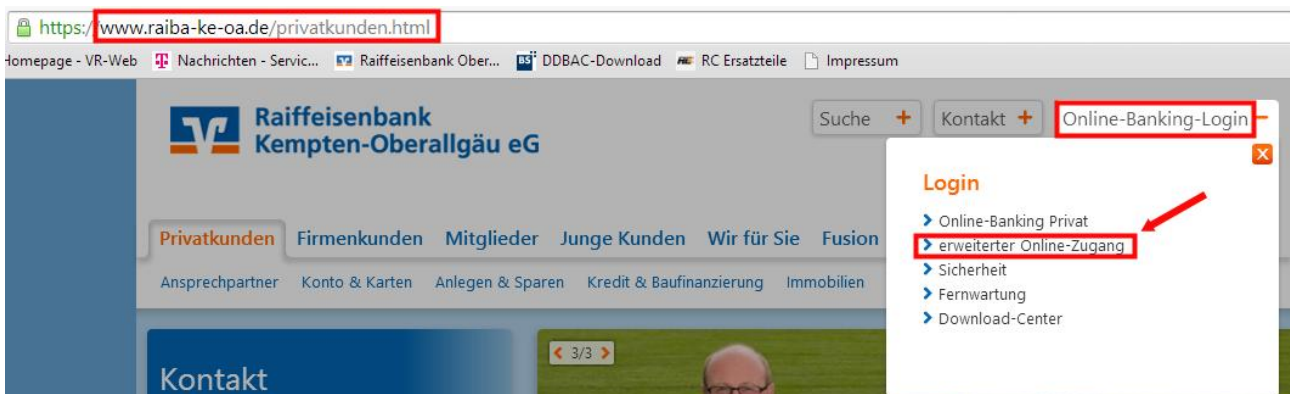 https://www.raiba-ke-oa.de/privatkunden.html
Homepage - VR-Web Nachrichten - Servic... Raiffeisenbank Ober... DDBAC-Download RC Ersatzteile Impressum
Raiffeisenbank
Kempten-Oberallgäu eG
Suche + Kontakt + Online-Banking-Login −
Login
Online-Banking Privat
erweiterter Online-Zugang
Sicherheit
Fernwartung
Download-Center
Privatkunden Firmenkunden Mitglieder Junge Kunden Wir für Sie Fusion
Ansprechpartner Konto & Karten Anlegen & Sparen Kredit & Baufinanzierung Immobilien
Kontakt
3/3